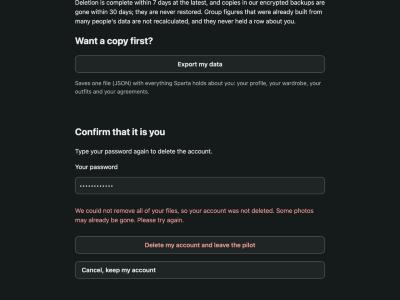 Deletion is complete within 7 days at the latest, and copies in our encrypted backups are
gone within 30 days; they are never restored. Group figures that were already built from
many people's data are not recalculated, and they never held a row about you.
Want a copy first?
Export my data
Saves one file (JSON) with everything Sparta holds about you: your profile, your wardrobe, your
outfits and your agreements.
Confirm that it is you
Type your password again to delete the account.
Your password
••••••••••••
We could not remove all of your files, so your account was not deleted. Some photos
may already be gone. Please try again.
Delete my account and leave the pilot
Cancel, keep my account